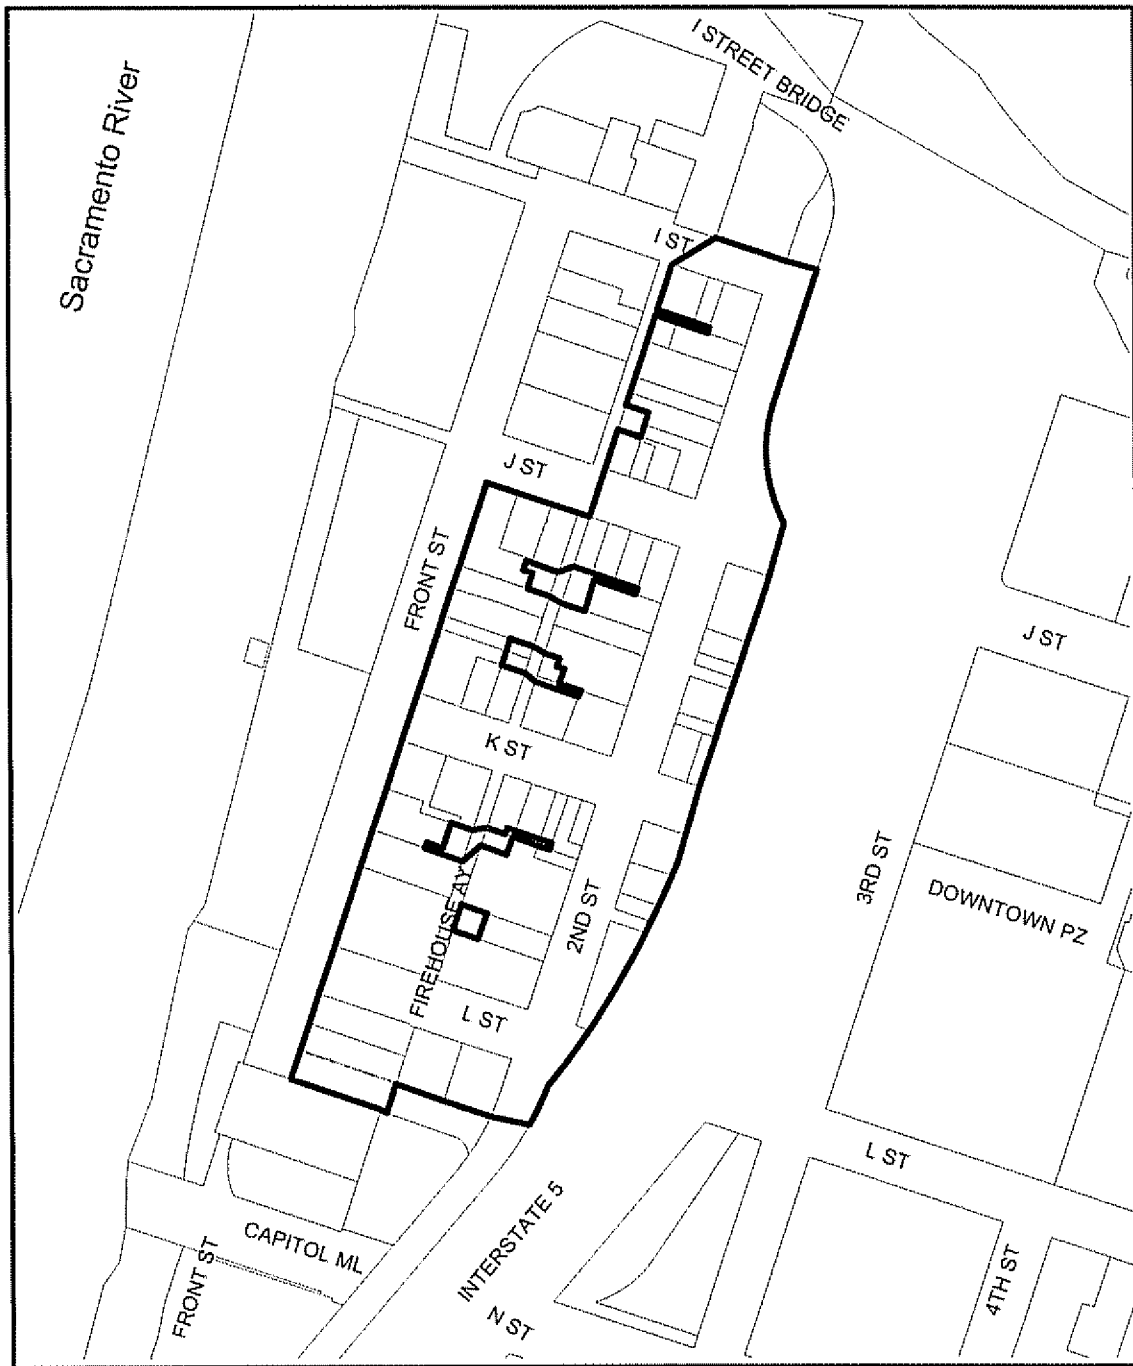 I STREET BRIDGE
Sacramento River
I ST
J ST
FRONT ST
J ST
K ST
3RD ST
DOWNTOWN PZ
2ND ST
FIREHOUSE AY
L ST
L ST
INTERSTATE 5
CAPITOL ML
FRONT ST
4TH ST
N ST